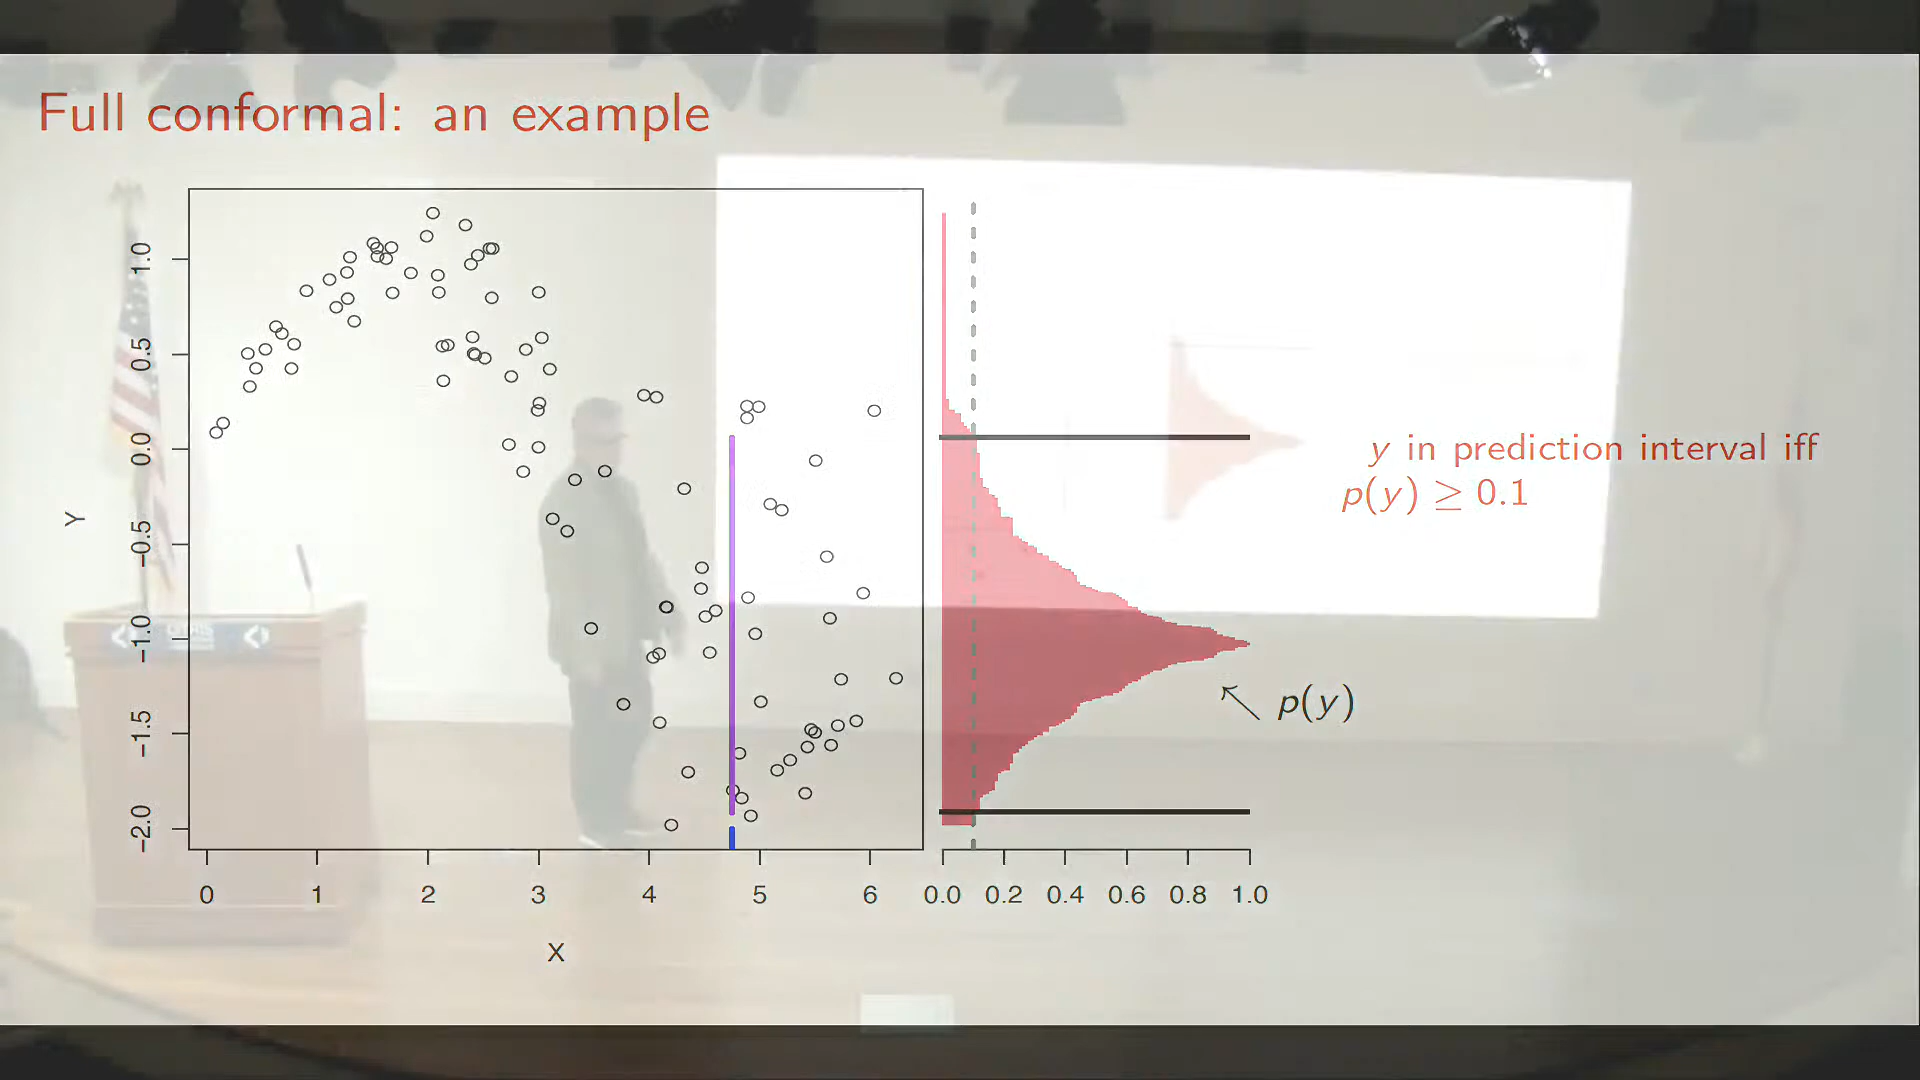 Full conformal: an example
1.0
0.5
0.0
−0.5
−1.0
−1.5
−2.0
Y
0 1 2 3 4 5 6
X
0.0 0.2 0.4 0.6 0.8 1.0
y in prediction interval iff
p(y) ≥ 0.1
p(y)